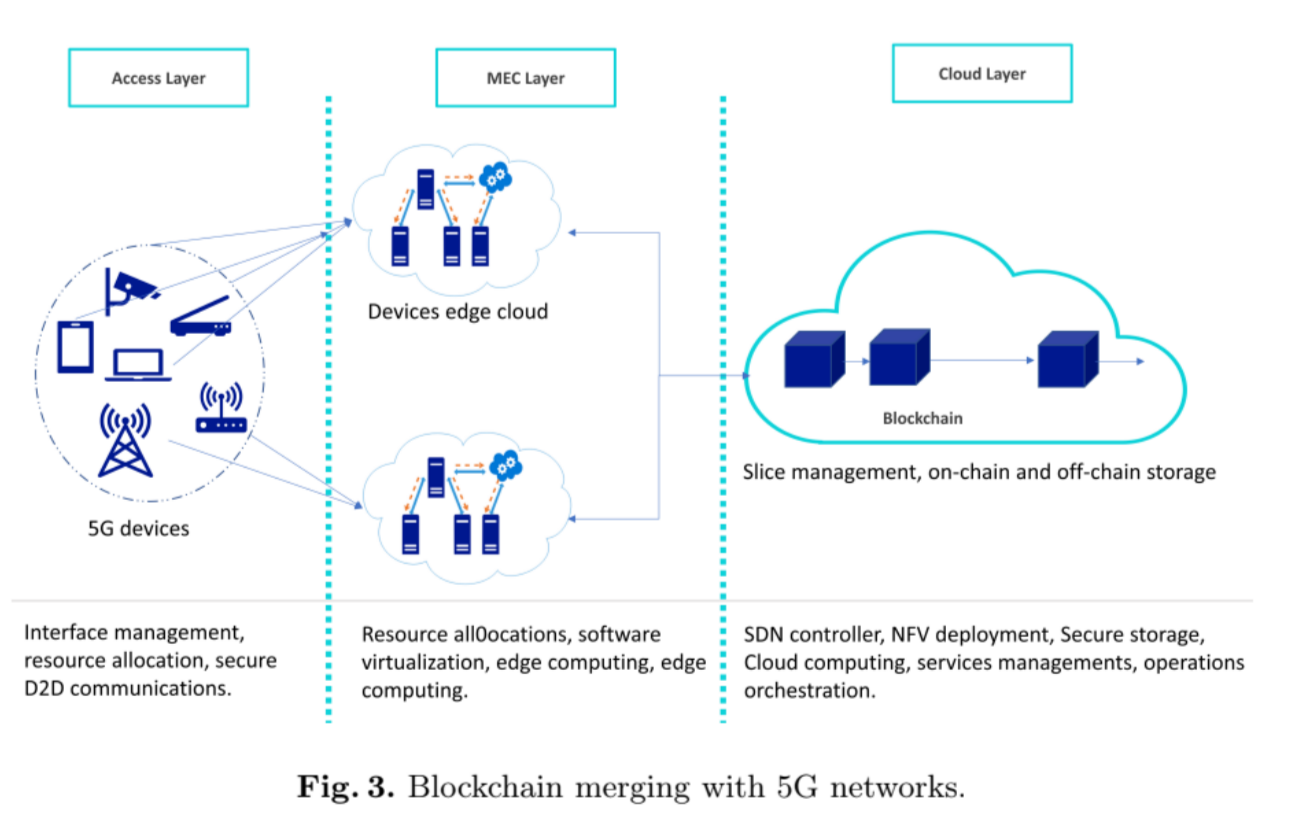 Access Layer
MEC Layer
Cloud Layer
Devices edge cloud
Blockchain
Slice management, on-chain and off-chain storage
5G devices
Interface management,
resource allocation, secure
D2D communications.
Resource all0ocations, software
virtualization, edge computing, edge
computing.
SDN controller, NFV deployment, Secure storage,
Cloud computing, services managements, operations
orchestration.
Fig. 3. Blockchain merging with 5G networks.